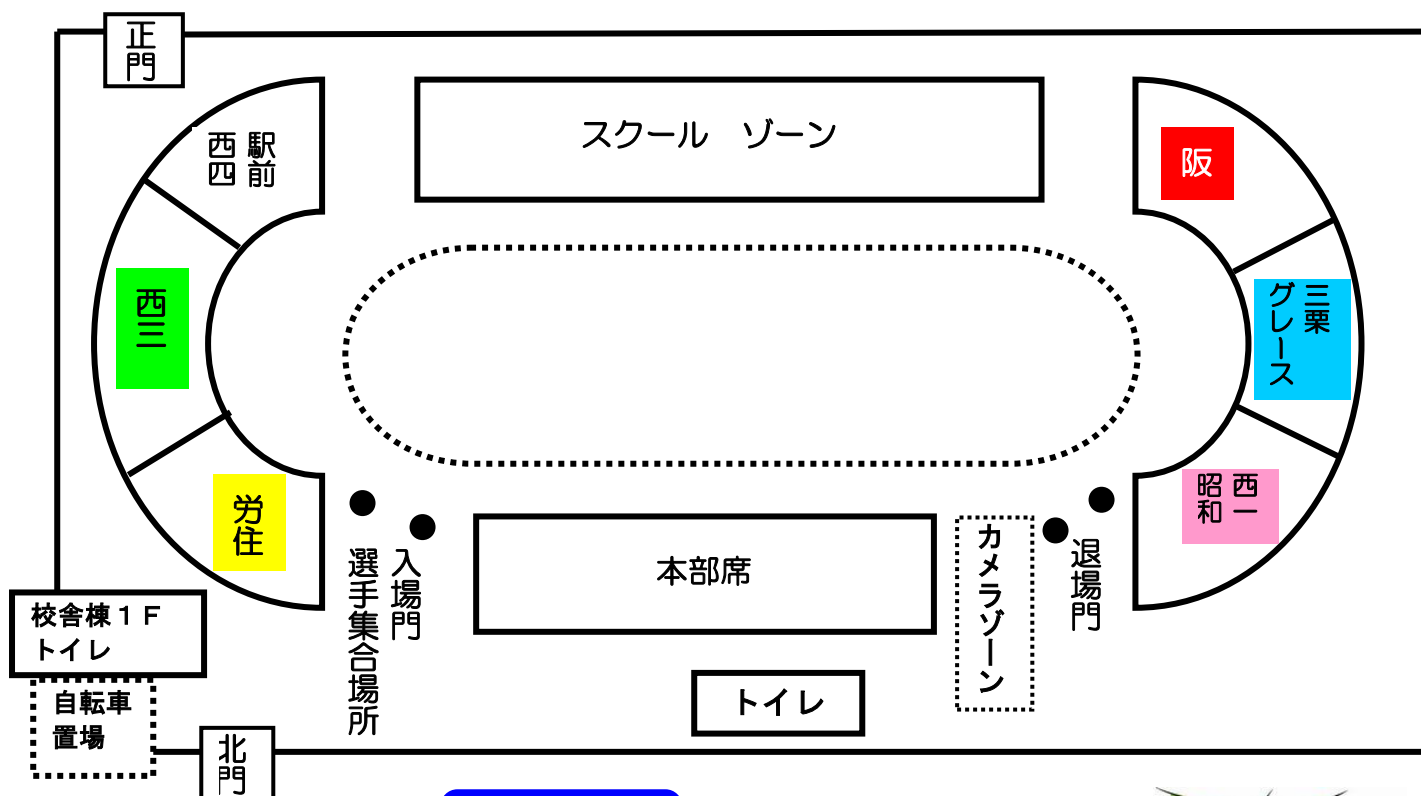 正門
スクール　ゾーン
駅前
西四
阪
西三
三栗
グレース
労住
西一
昭和
入場門
選手集合場所
本部席
カメラゾーン
退場門
校舎棟１Ｆ
トイレ
自転車
置場
トイレ
北門